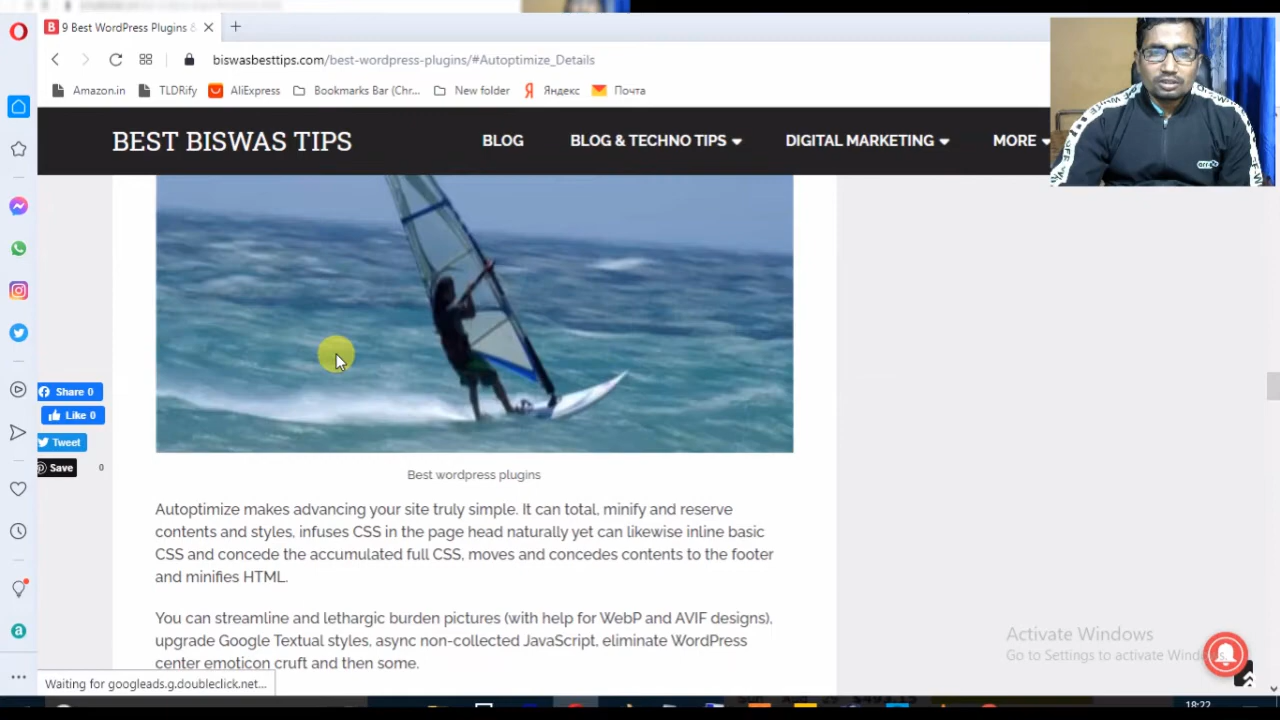 9 Best WordPress Plugins &
biswasbesttips.com/best-wordpress-plugins/#Autoptimize_Details
Amazon.in
TLDRify
AliExpress
Bookmarks Bar (Chr...
New folder
Яндекс
Почта
BEST BISWAS TIPS
BLOG
BLOG & TECHNO TIPS
DIGITAL MARKETING
MORE
Share 0
Like 0
Tweet
Save
0
Best wordpress plugins
Autoptimize makes advancing your site truly simple. It can total, minify and reserve
contents and styles, infuses CSS in the page head naturally yet can likewise inline basic
CSS and concede the accumulated full CSS, moves and concedes contents to the footer
and minifies HTML.
You can streamline and lethargic burden pictures (with help for WebP and AVIF designs),
upgrade Google Textual styles, async non-collected JavaScript, eliminate WordPress
center emoticon cruft and then some.
Activate Windows
Go to Settings to activate Windows.
Waiting for googleads.g.doubleclick.net...
18:22